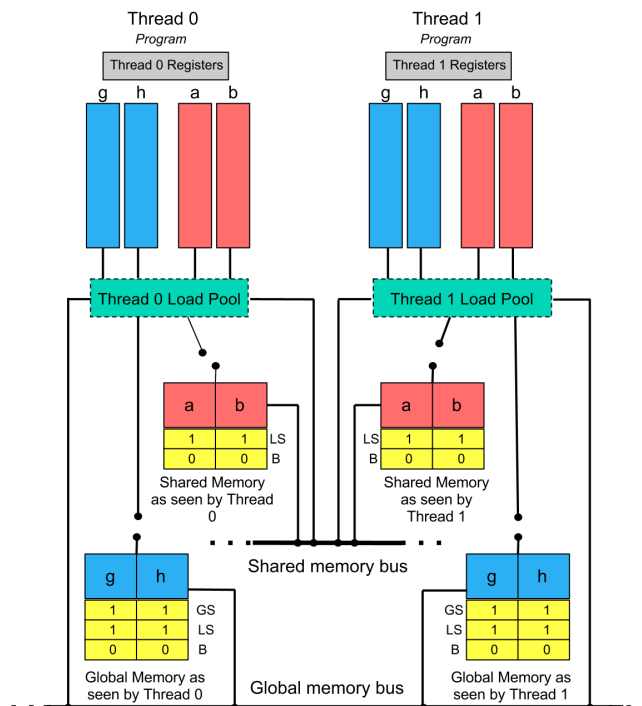 Thread 0
Thread 1
Program
Program
Thread 0 Registers
Thread 1 Registers
g h a b
g h a b
Thread 0 Load Pool
Thread 1 Load Pool
a b
1 1 LS
0 0 B
Shared Memory
as seen by Thread
0
a b
LS 1 1
B 0 0
Shared Memory
as seen by
Thread 1
Shared memory bus
g h
1 1 GS
1 1 LS
0 0 B
Global Memory as
seen by Thread 0
g h
GS 1 1
LS 1 1
B 0 0
Global Memory as
seen by Thread 1
Global memory bus